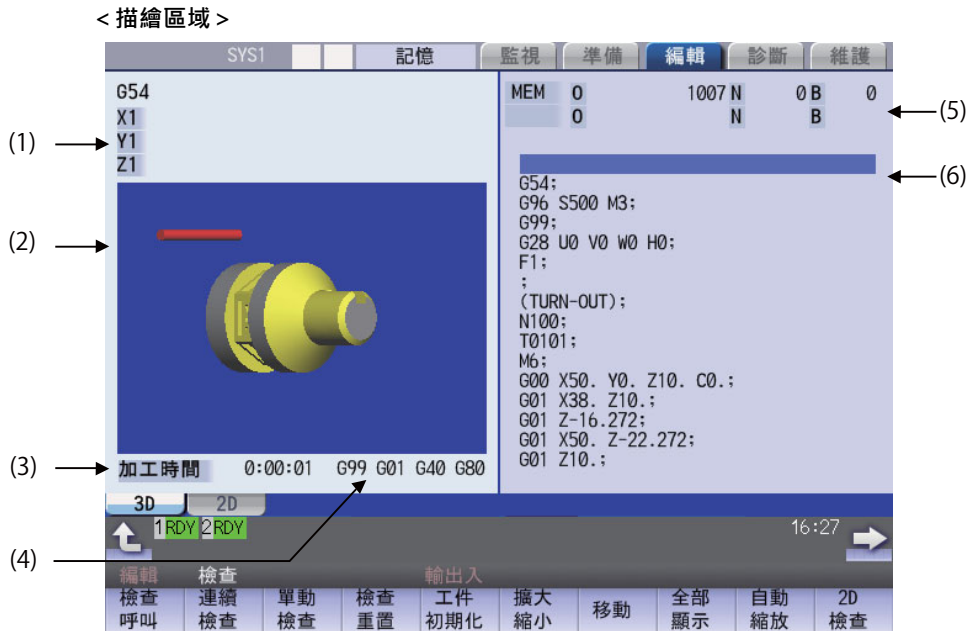 <描繪區域>
SYS1 記憶 監視 準備 編輯 診斷 維護
G54
X1
Y1
Z1
MEM O 1007 N 0 B 0
O N B
(1)
(2)
(3)
(4)
(5)
(6)
G54;
G96 S500 M3;
G99;
G28 U0 V0 W0 H0;
F1;
;
(TURN-OUT);
N100;
T0101;
M6;
G00 X50. Y0. Z10. C0.;
G01 X38. Z10.;
G01 Z-16.272;
G01 X50. Z-22.272;
G01 Z10.;
加工時間 0:00:01 G99 G01 G40 G80
3D 2D
1 RDY 2 RDY 16:27
編輯 檢查 輸出入
檢查呼叫 連續檢查 單動檢查 檢查重置 工件初期化 擴大縮小 移動 全部顯示 自動縮放 2D檢查